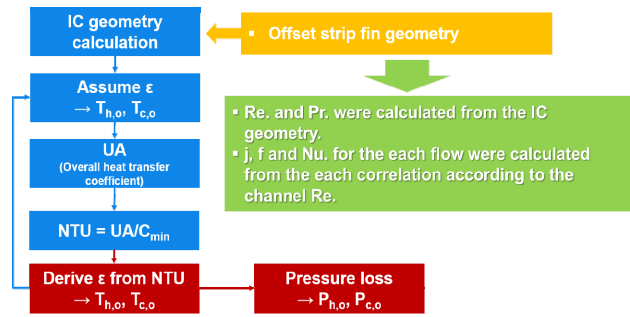 IC geometry
calculation
▪ Offset strip fin geometry
Assume ε
→ Th,o, Tc,o
▪ Re. and Pr. were calculated from the IC
geometry.
▪ j, f and Nu. for the each flow were calculated
from the each correlation according to the
channel Re.
UA
(Overall heat transfer
coefficient)
NTU = UA/Cmin
Derive ε from NTU
→ Th,o, Tc,o
Pressure loss
→ Ph,o, Pc,o